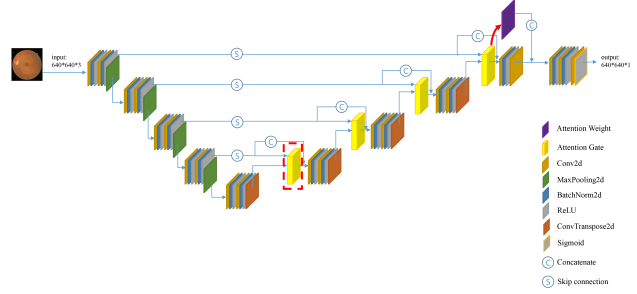 C
S
C
input:
640*640*3
output:
640*640*1
S
C
S
C
S
C
Attention Weight
Attention Gate
Conv2d
MaxPooling2d
BatchNorm2d
ReLU
ConvTranspose2d
Sigmoid
C Concatenate
S Skip connection